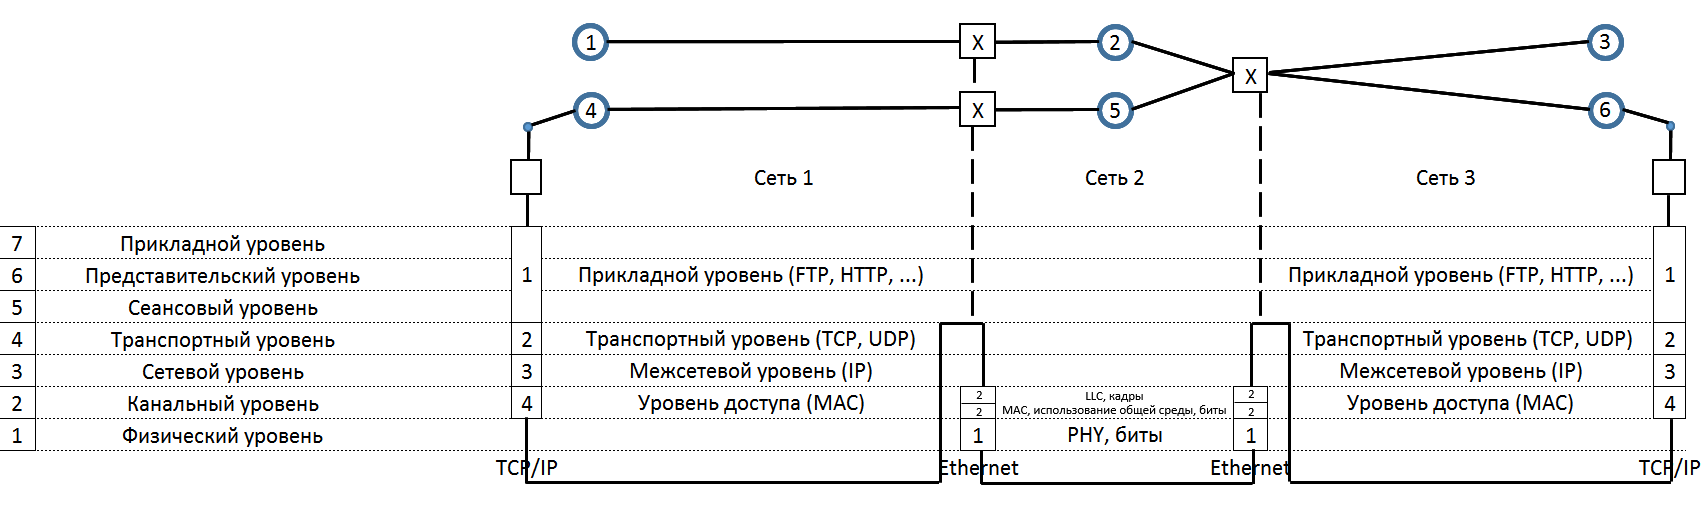 1 X 2 3
X
4 X 5 6
Сеть 1 Сеть 2 Сеть 3
7 Прикладной уровень
6 Представительский уровень 1 Прикладной уровень (FTP, HTTP, ...) Прикладной уровень (FTP, HTTP, ...) 1
5 Сеансовый уровень
4 Транспортный уровень 2 Транспортный уровень (TCP, UDP) Транспортный уровень (TCP, UDP) 2
3 Сетевой уровень 3 Межсетевой уровень (IP) Межсетевой уровень (IP) 3
2 LLC, кадры 2
2 Канальный уровень 4 Уровень доступа (MAC) 2 MAC, использование общей среды, биты 2 Уровень доступа (MAC) 4
1 Физический уровень 1 PHY, биты 1
TCP/IP Ethernet Ethernet TCP/IP